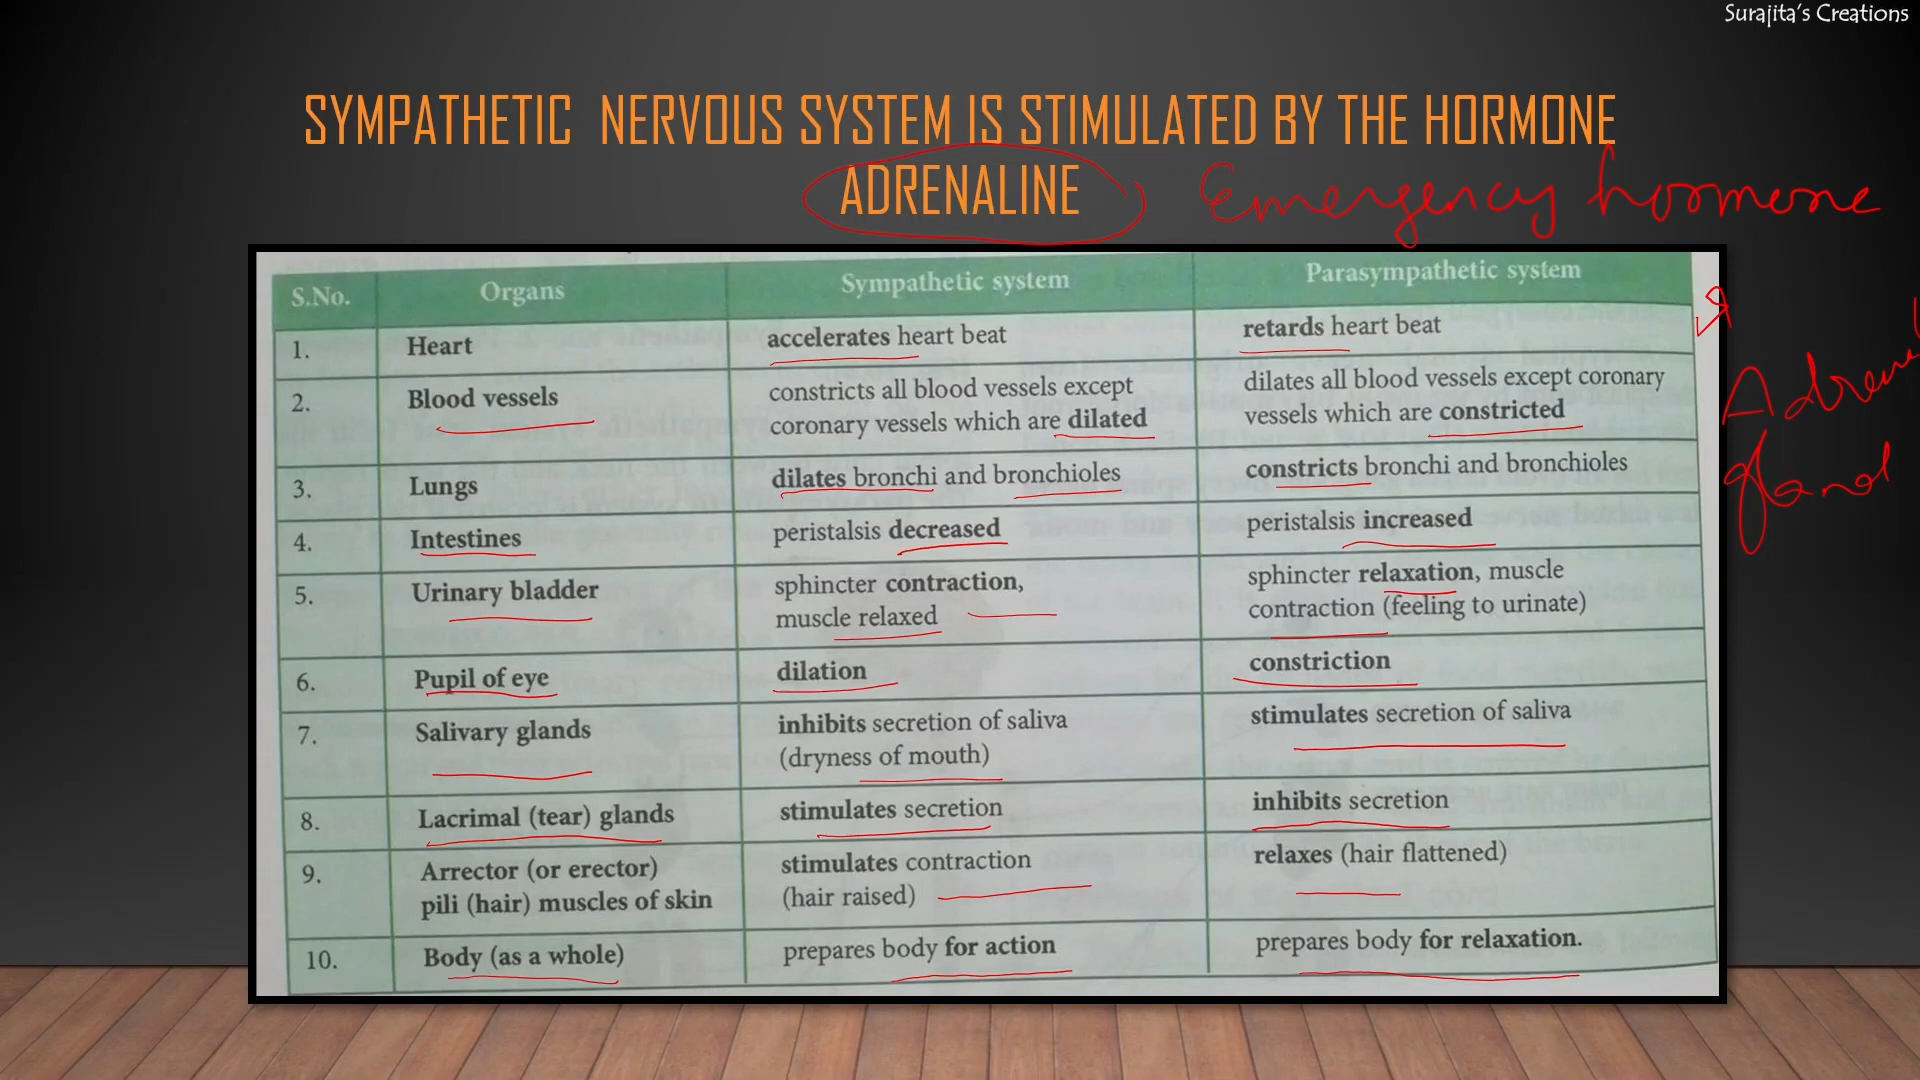 Surajita's Creations
SYMPATHETIC NERVOUS SYSTEM IS STIMULATED BY THE HORMONE
ADRENALINE
Emergency hormone
S.No. Organs Sympathetic system Parasympathetic system
1. Heart accelerates heart beat retards heart beat
2. Blood vessels constricts all blood vessels except dilates all blood vessels except coronary
coronary vessels which are dilated vessels which are constricted
3. Lungs dilates bronchi and bronchioles constricts bronchi and bronchioles
4. Intestines peristalsis decreased peristalsis increased
5. Urinary bladder sphincter contraction, sphincter relaxation, muscle
muscle relaxed contraction (feeling to urinate)
6. Pupil of eye dilation constriction
7. Salivary glands inhibits secretion of saliva stimulates secretion of saliva
(dryness of mouth)
8. Lacrimal (tear) glands stimulates secretion inhibits secretion
9. Arrector (or erector) stimulates contraction relaxes (hair flattened)
pili (hair) muscles of skin (hair raised)
10. Body (as a whole) prepares body for action prepares body for relaxation.
Adrenal
gland